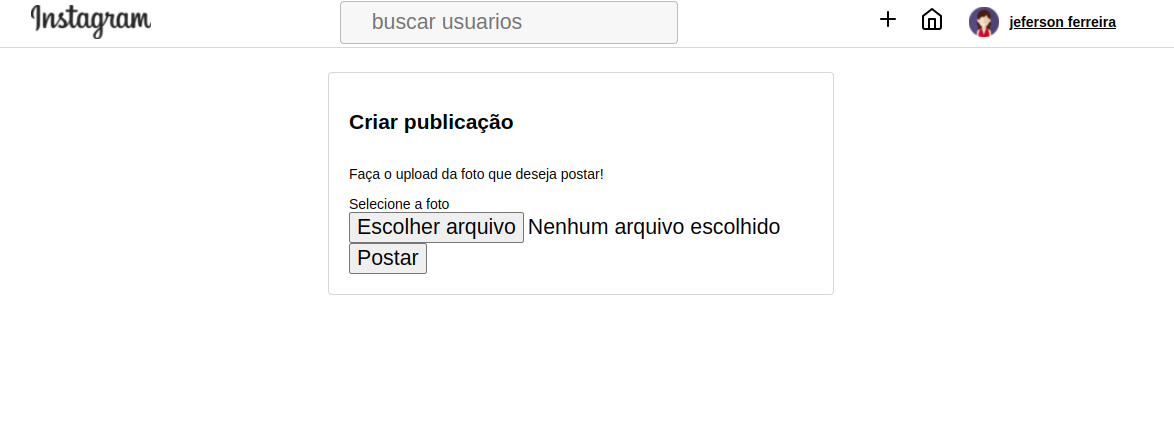 Instagram
buscar usuarios
jeferson ferreira
Criar publicação
Faça o upload da foto que deseja postar!
Selecione a foto
Escolher arquivo Nenhum arquivo escolhido
Postar